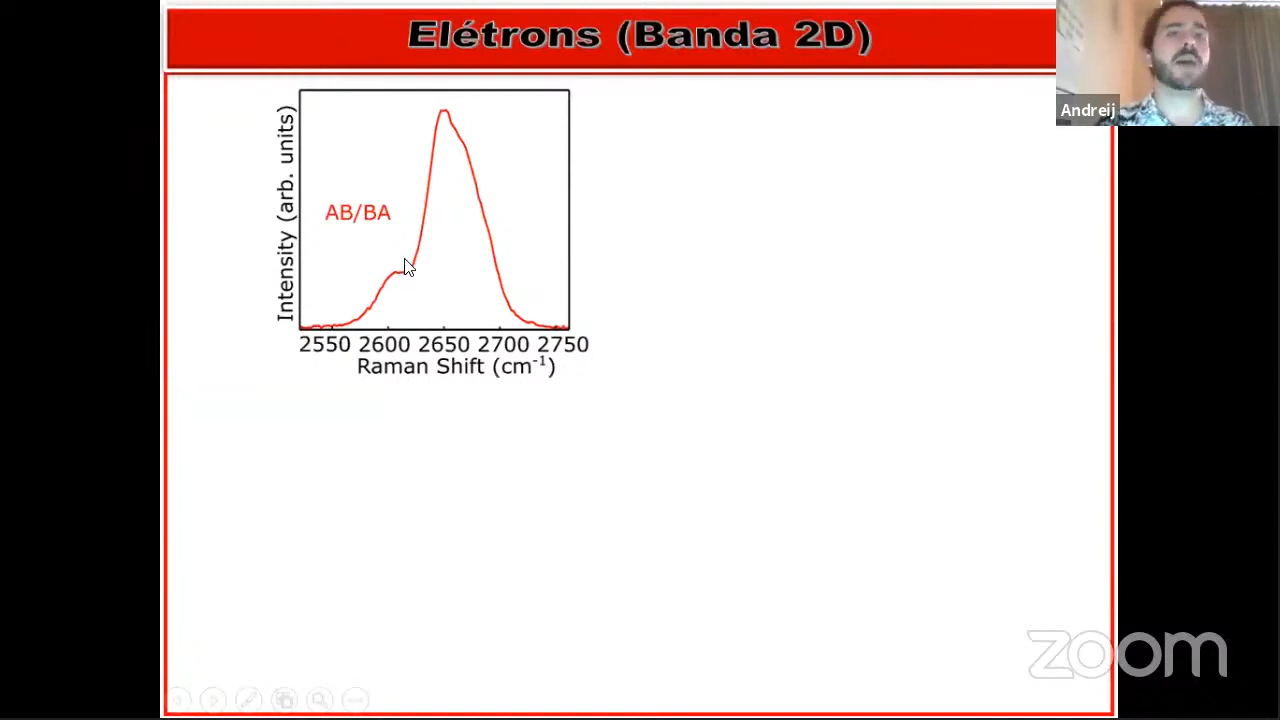 Elétrons (Banda 2D)
Andreij
Intensity (arb. units)
AB/BA
2550 2600 2650 2700 2750
Raman Shift (cm⁻¹)
zoom